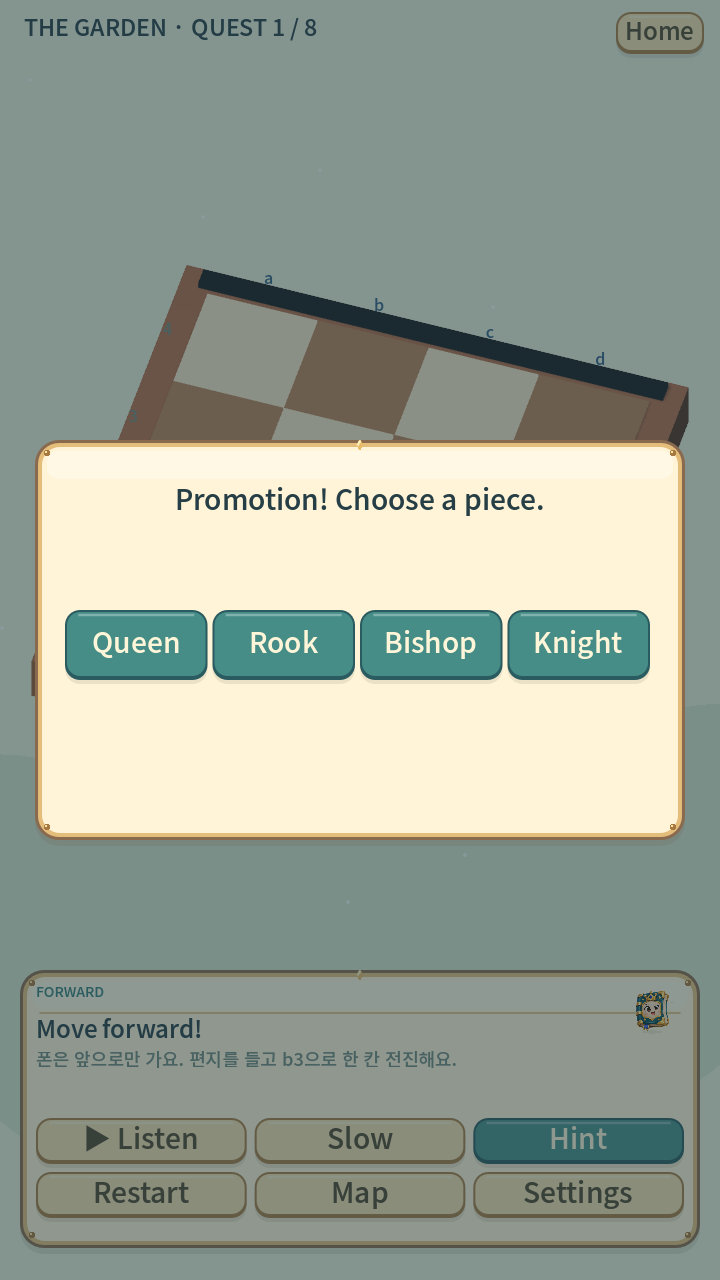 THE GARDEN · QUEST 1 / 8
Home
a
b
c
d
Promotion! Choose a piece.
Queen
Rook
Bishop
Knight
FORWARD
Move forward!
폰은 앞으로만 가요. 편지를 들고 b3으로 한 칸 전진해요.
▶ Listen
Slow
Hint
Restart
Map
Settings